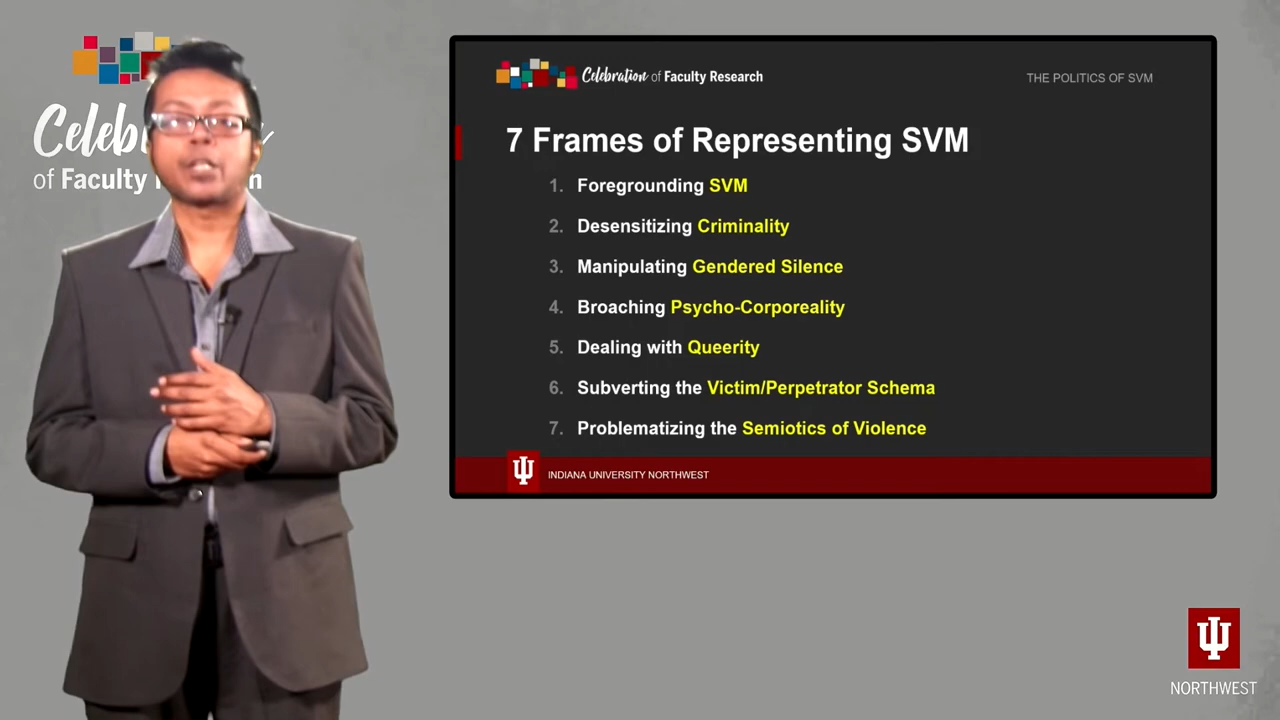 Celeb
of Faculty
Celebration of Faculty Research
THE POLITICS OF SVM
7 Frames of Representing SVM
1. Foregrounding SVM
2. Desensitizing Criminality
3. Manipulating Gendered Silence
4. Broaching Psycho-Corporeality
5. Dealing with Queerity
6. Subverting the Victim/Perpetrator Schema
7. Problematizing the Semiotics of Violence
INDIANA UNIVERSITY NORTHWEST
NORTHWEST